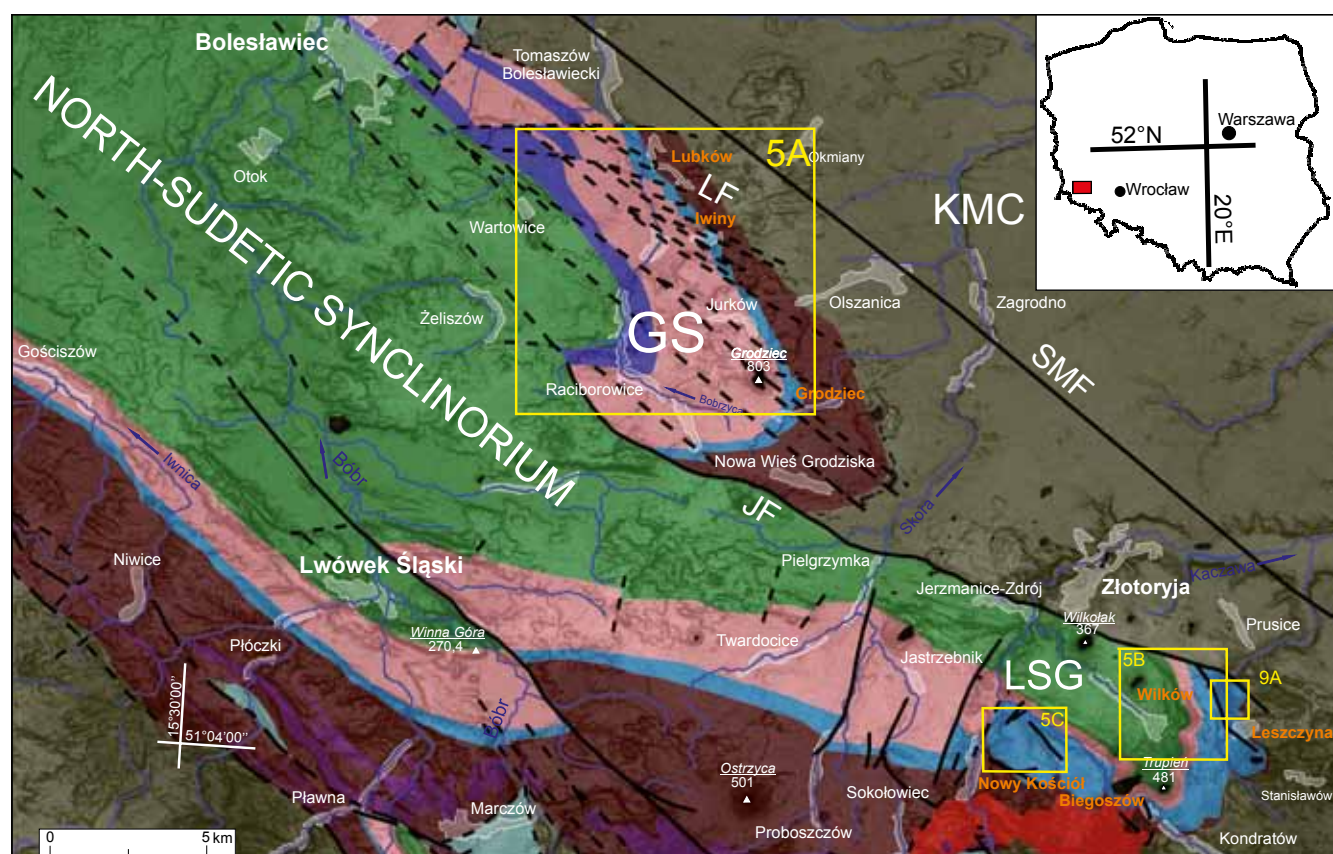 Bolesławiec
Tomaszów
Bolesławiecki
NORTH-SUDETIC SYNCLINORIUM
Otok
Wartowice
Żeliszów
Gościszów
Lubków
5A
Okmiany
LF
Iwiny
KMC
52°N
Warszawa
Wrocław
20°E
Olszanica
Zagrodno
Jurków
GS
Grodziec
803
Raciborowice
Bobrzyca
Grodziec
SMF
Nowa Wieś Grodziska
JF
Skora
Iwnica
Bóbr
Niwice
Lwówek Śląski
Pielgrzymka
Jerzmanice-Zdrój
Złotoryja
Kaczawa
Wilkołak
367
Prusice
Płóczki
Winna Góra
270,4
Twardocice
Jastrzebnik
LSG
5B
Wilków
9A
Leszczyna
5C
15°30'00''
51°04'00''
Bóbr
Ostrzyca
501
Sokołowiec
Nowy Kościół
Biegoszów
Trupień
481
Stanisławów
Pławna
Marczów
Proboszczów
Kondratów
0
5 km